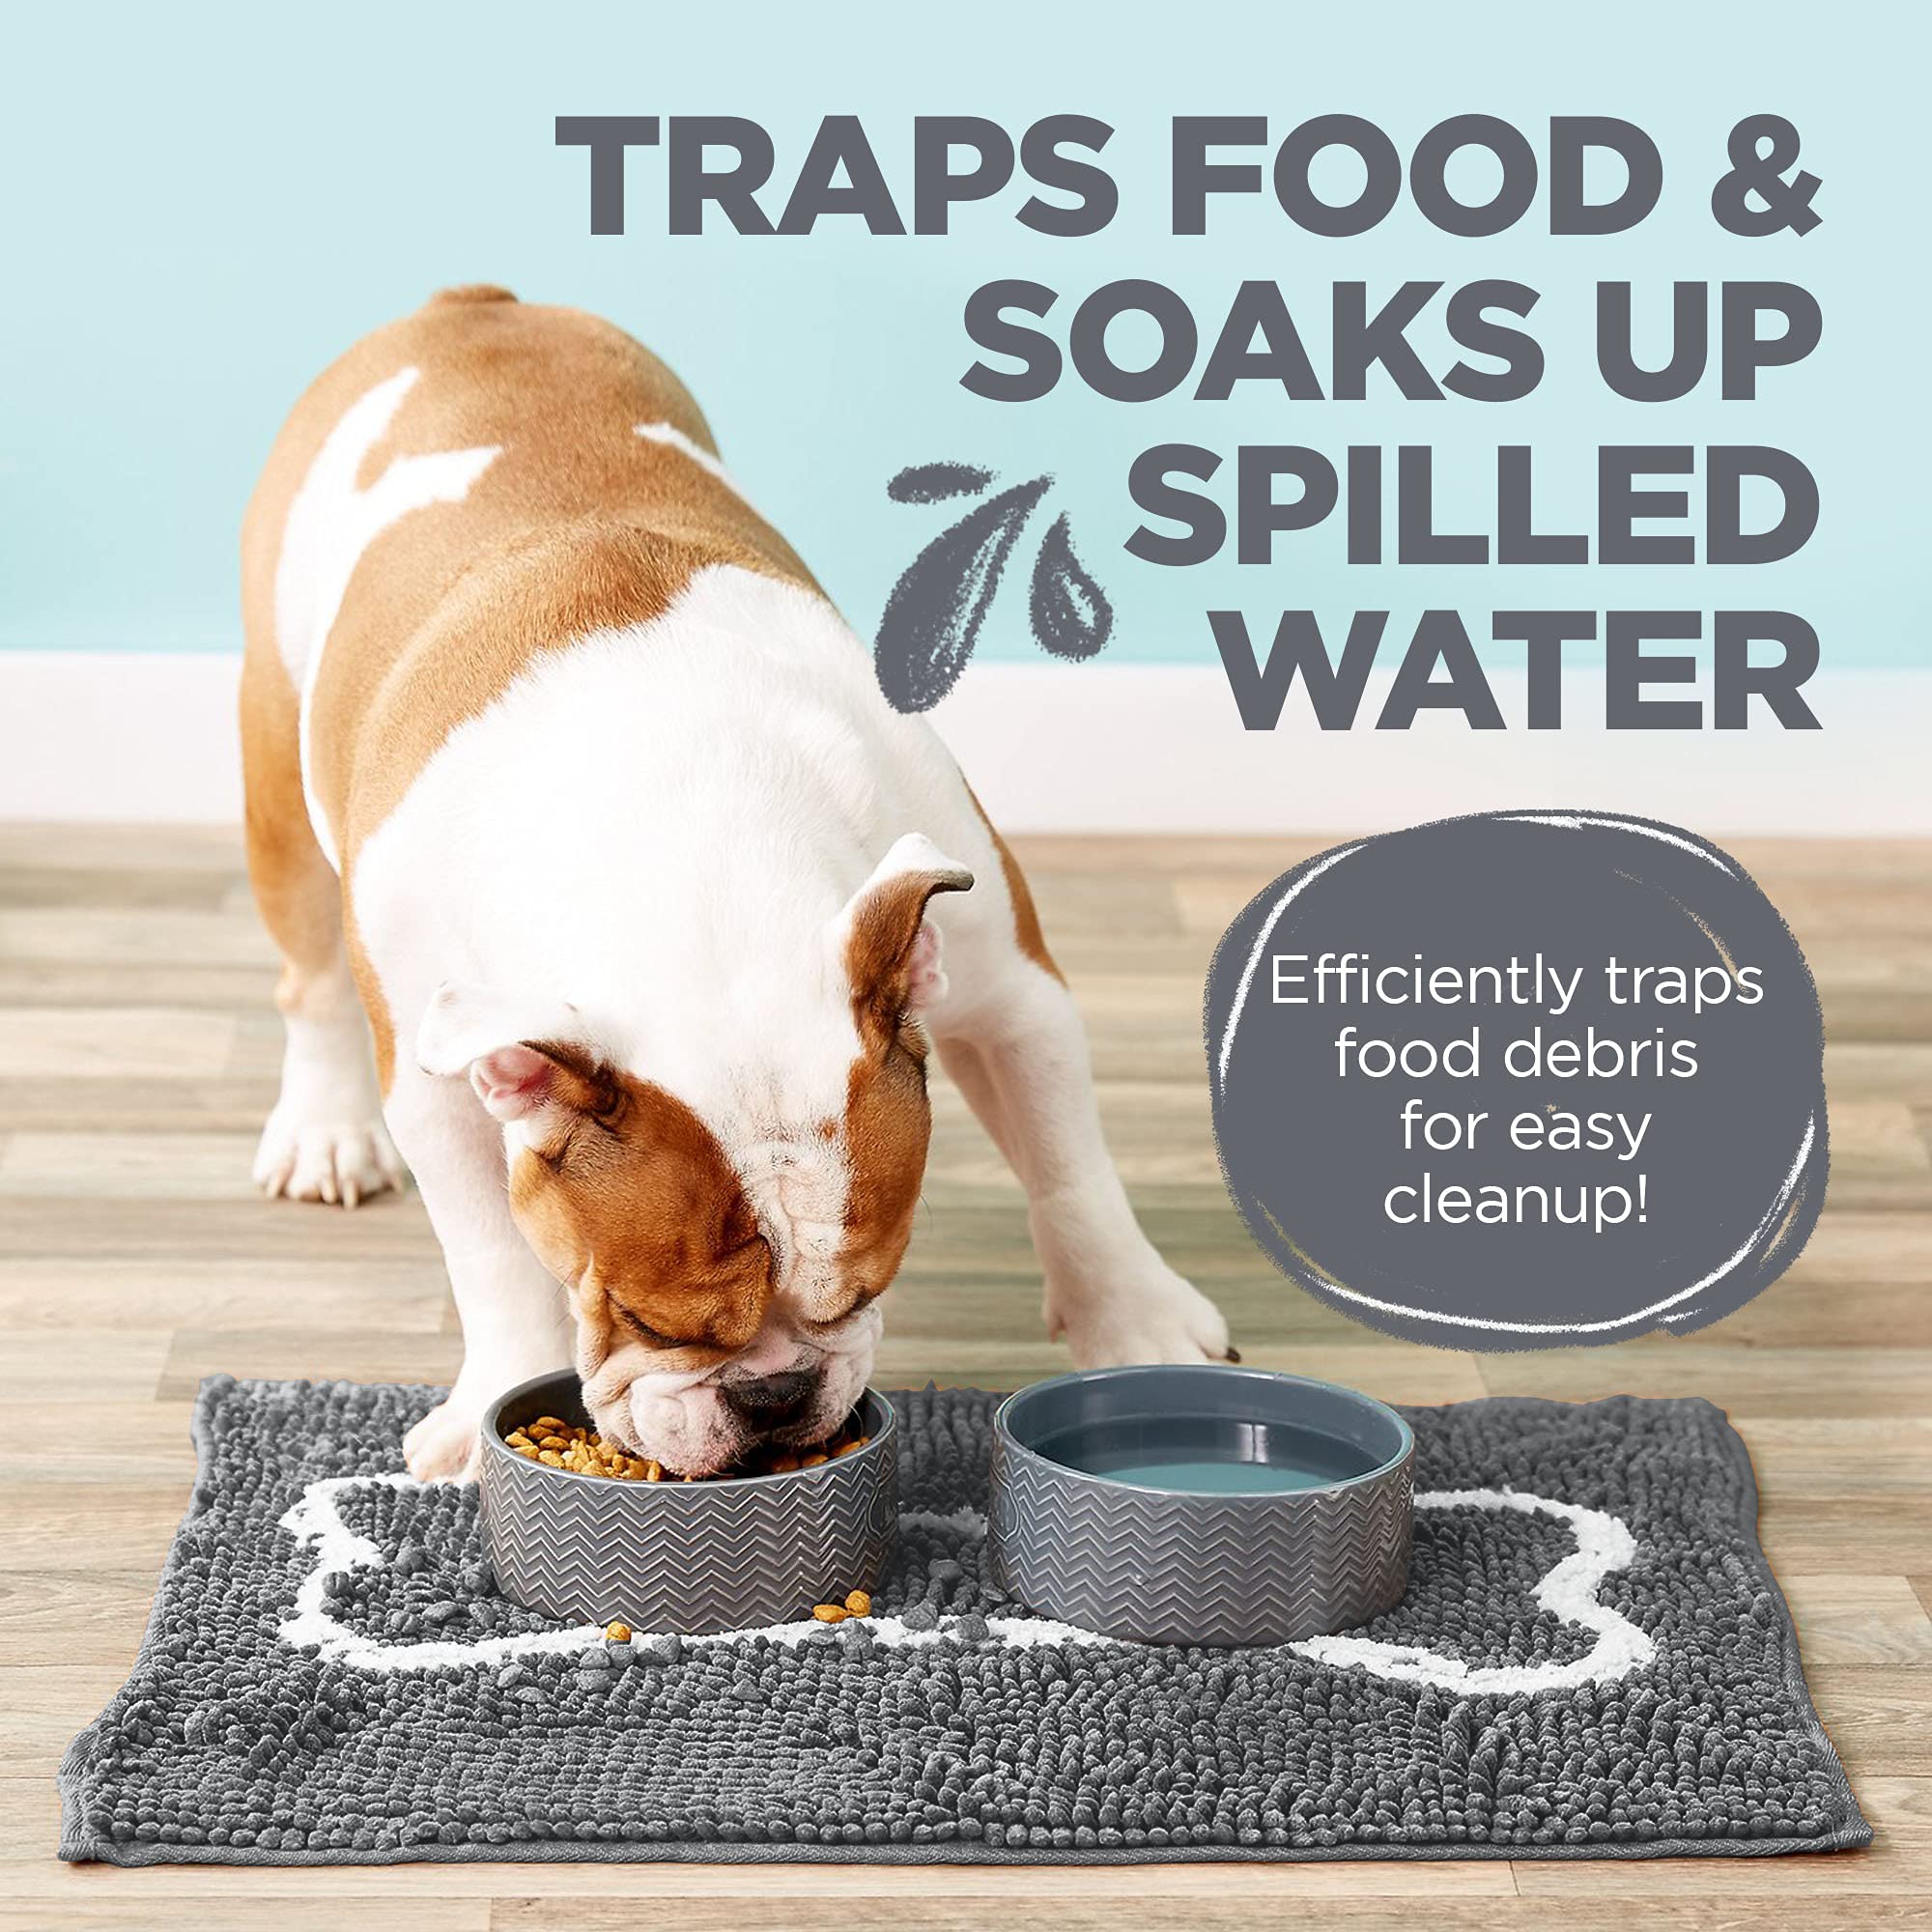 TRAPS FOOD &
SOAKS UP
SPILLED
WATER
Efficiently traps
food debris
for easy
cleanup!